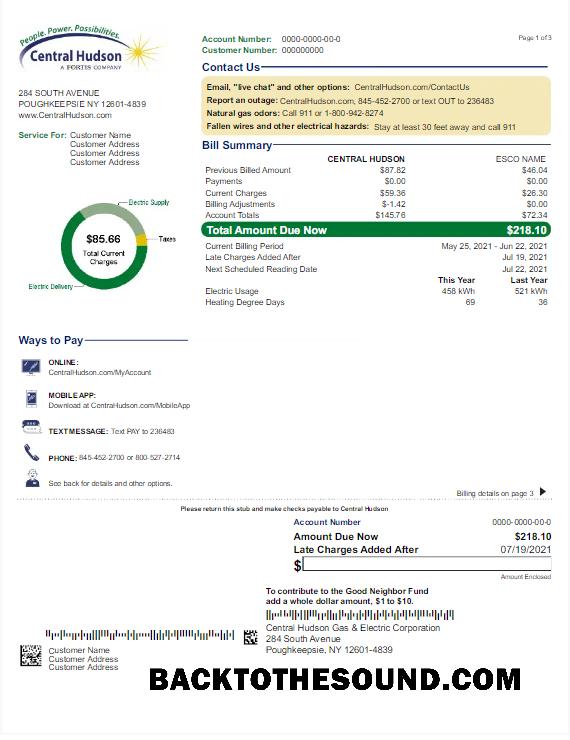 People. Power. Possibilities.
Central Hudson
A FORTIS COMPANY
284 SOUTH AVENUE
POUGHKEEPSIE NY 12601-4839
www.CentralHudson.com
Service For: Customer Name
Customer Address
Customer Address
Customer Address
Account Number: 0000-0000-00-0
Page 1 of 3
Customer Number: 000000000
Contact Us
Email, "live chat" and other options: CentralHudson.com/ContactUs
Report an outage: CentralHudson.com, 845-452-2700 or text OUT to 236483
Natural gas odors: Call 911 or 1-800-942-8274
Fallen wires and other electrical hazards: Stay at least 30 feet away and call 911
Bill Summary
CENTRAL HUDSON ESCO NAME
Previous Billed Amount $87.82 $46.04
Payments $0.00 $0.00
Current Charges $59.36 $26.30
Billing Adjustments $-1.42 $0.00
Account Totals $145.76 $72.34
Total Amount Due Now $218.10
Current Billing Period May 25, 2021 - Jun 22, 2021
Late Charges Added After Jul 19, 2021
Next Scheduled Reading Date Jul 22, 2021
This Year Last Year
Electric Usage 458 kWh 521 kWh
Heating Degree Days 69 36
Electric Supply
$85.66
Total Current
Charges
Taxes
Electric Delivery
Ways to Pay
ONLINE:
CentralHudson.com/MyAccount
MOBILE APP:
Download at CentralHudson.com/MobileApp
TEXT MESSAGE: Text PAY to 236483
PHONE: 845-452-2700 or 800-527-2714
See back for details and other options.
Billing details on page 3
Please return this stub and make checks payable to Central Hudson
Account Number 0000-0000-00-0
Amount Due Now $218.10
Late Charges Added After 07/19/2021
$
Amount Enclosed
To contribute to the Good Neighbor Fund
add a whole dollar amount, $1 to $10.
Central Hudson Gas & Electric Corporation
284 South Avenue
Poughkeepsie, NY 12601-4839
Customer Name
Customer Address
Customer Address
BACKTOTHESOUND.COM